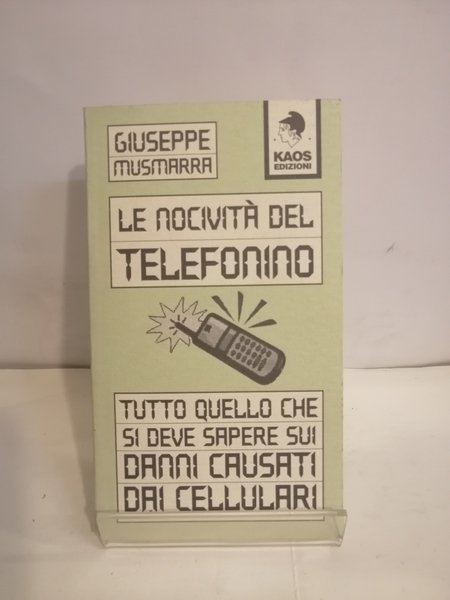 GIUSEPPE
MUSMARRA
KAOS
EDIZIONI
LE NOCIVITÀ DEL
TELEFONINO
TUTTO QUELLO CHE
SI DEVE SAPERE SUI
DANNI CAUSATI
DAI CELLULARI